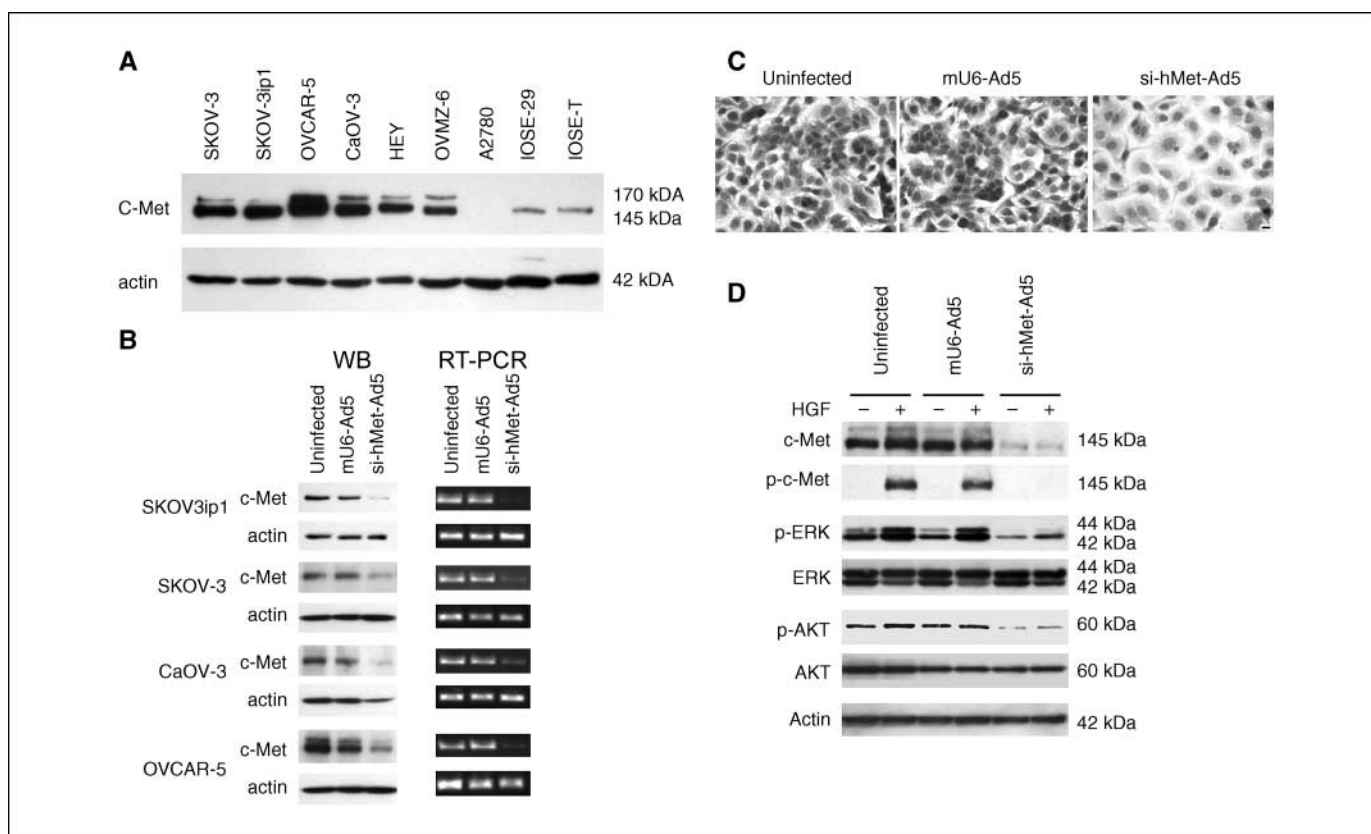 A
SKOV-3
SKOV-3ip1
OVCAR-5
CaOV-3
HEY
OVMZ-6
A2780
IOSE-29
IOSE-T
C-Met
170 kDA
145 kDa
actin
42 kDA
B
WB
RT-PCR
Uninfected
mU6-Ad5
si-hMet-Ad5
Uninfected
mU6-Ad5
si-hMet-Ad5
SKOV3ip1
c-Met
actin
SKOV-3
c-Met
actin
CaOV-3
c-Met
actin
OVCAR-5
c-Met
actin
C
Uninfected
mU6-Ad5
si-hMet-Ad5
D
Uninfected
mU6-Ad5
si-hMet-Ad5
HGF − + − + − +
c-Met 145 kDa
p-c-Met 145 kDa
p-ERK
44 kDa
42 kDa
ERK
44 kDa
42 kDa
p-AKT 60 kDa
AKT 60 kDa
Actin 42 kDa